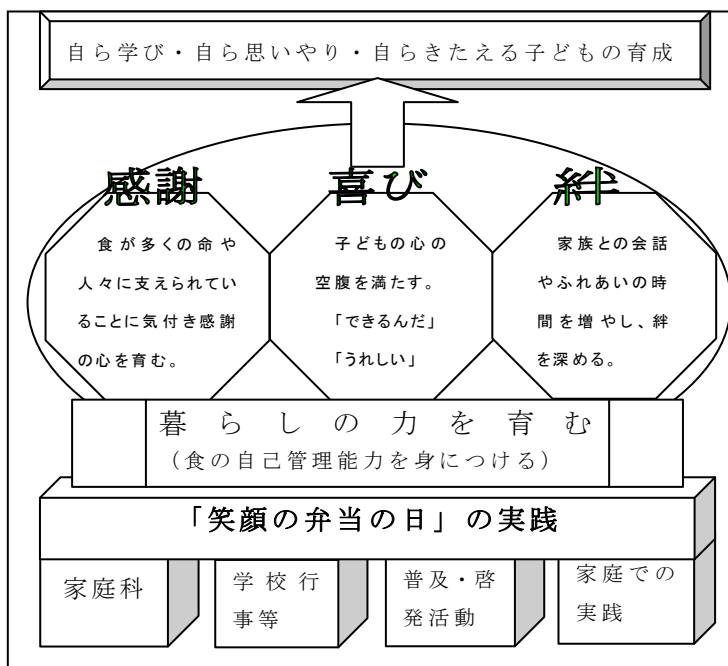 自ら学び・自ら思いやり・自らきたえる子どもの育成
感謝
食が多くの命や
人々に支えられてい
ることに気付き感謝
の心を育む。
喜び
子どもの心の
空腹を満たす。
「できるんだ」
「うれしい」
絆
家族との会話
やふれあいの時
間を増やし、絆
を深める。
暮らしの力を育む
(食の自己管理能力を身につける)
「笑顔の弁当の日」の実践
家庭科
学校行
事等
普及・啓
発活動
家庭での
実践